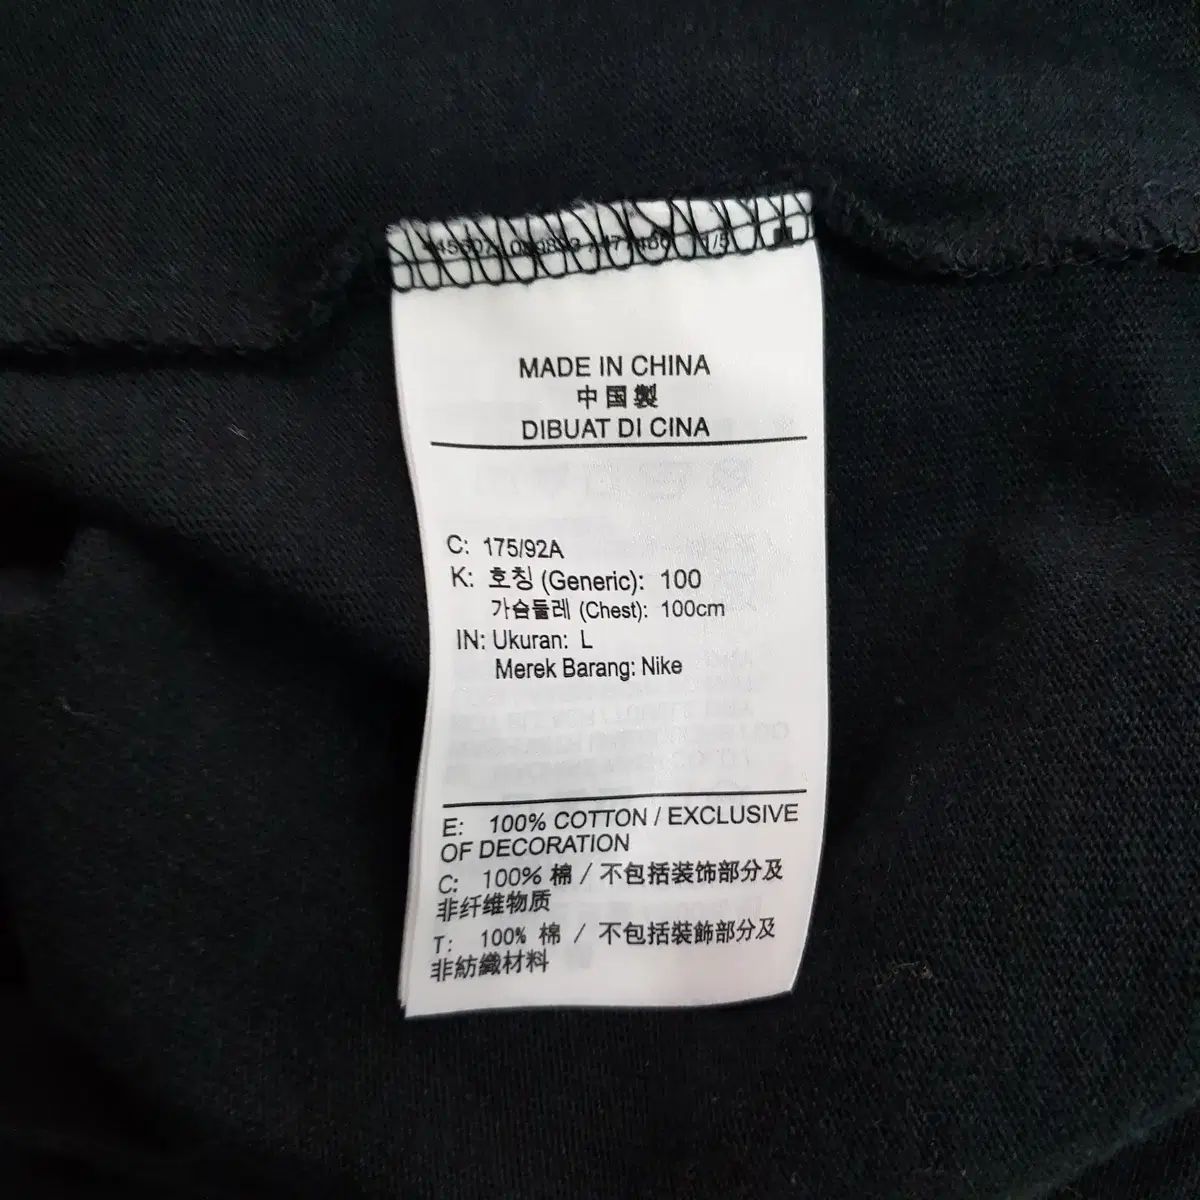 MADE IN CHINA
中国製
DIBUAT DI CINA
C: 175/92A
K: 호칭 (Generic): 100
가슴둘레 (Chest): 100cm
IN: Ukuran: L
Merek Barang: Nike
E: 100% COTTON / EXCLUSIVE
OF DECORATION
C: 100% 棉 / 不包括装饰部分及
非纤维物质
T: 100% 棉 / 不包括裝飾部分及
非紡織材料